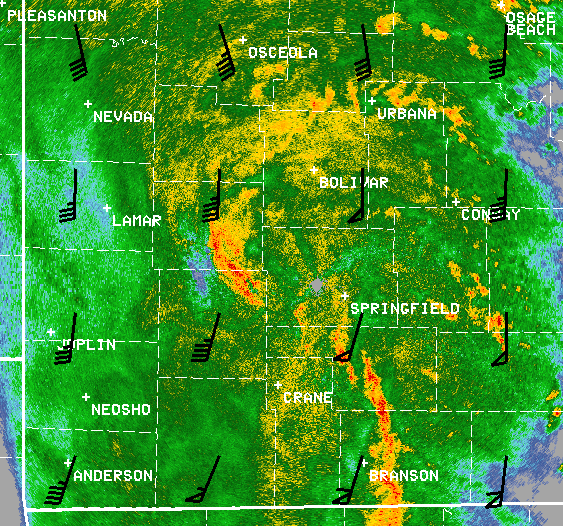 PLEASANTON
OSAGE
BEACH
OSCEOLA
NEVADA
URBANA
BOLIVAR
LAMAR
CONWAY
SPRINGFIELD
JOPLIN
CRANE
NEOSHO
ANDERSON
BRANSON